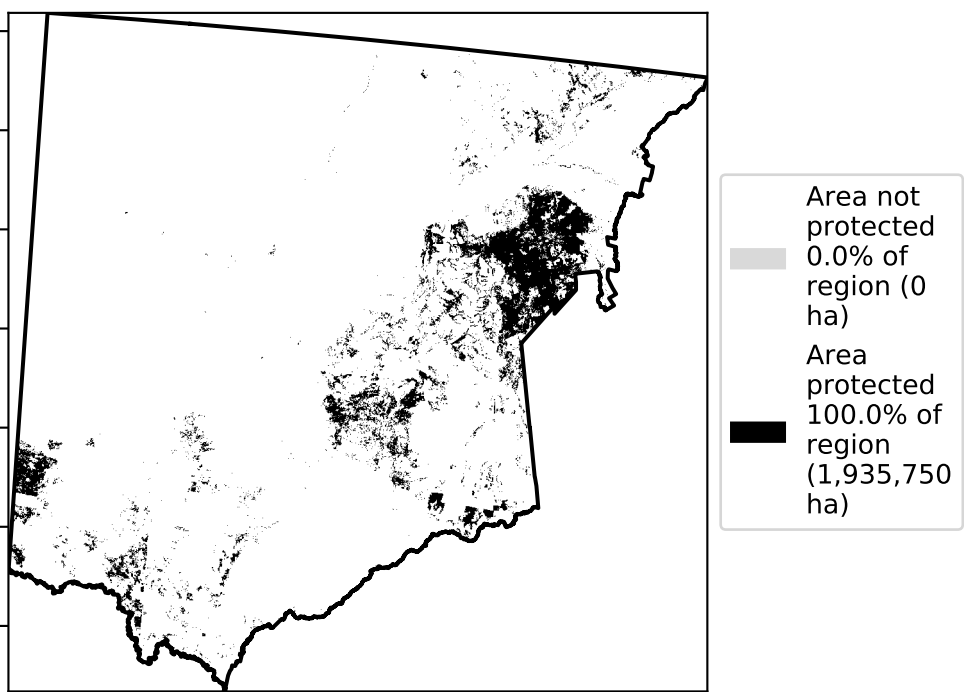 Area not
protected
0.0% of
region (0
ha)
Area
protected
100.0% of
region
(1,935,750
ha)